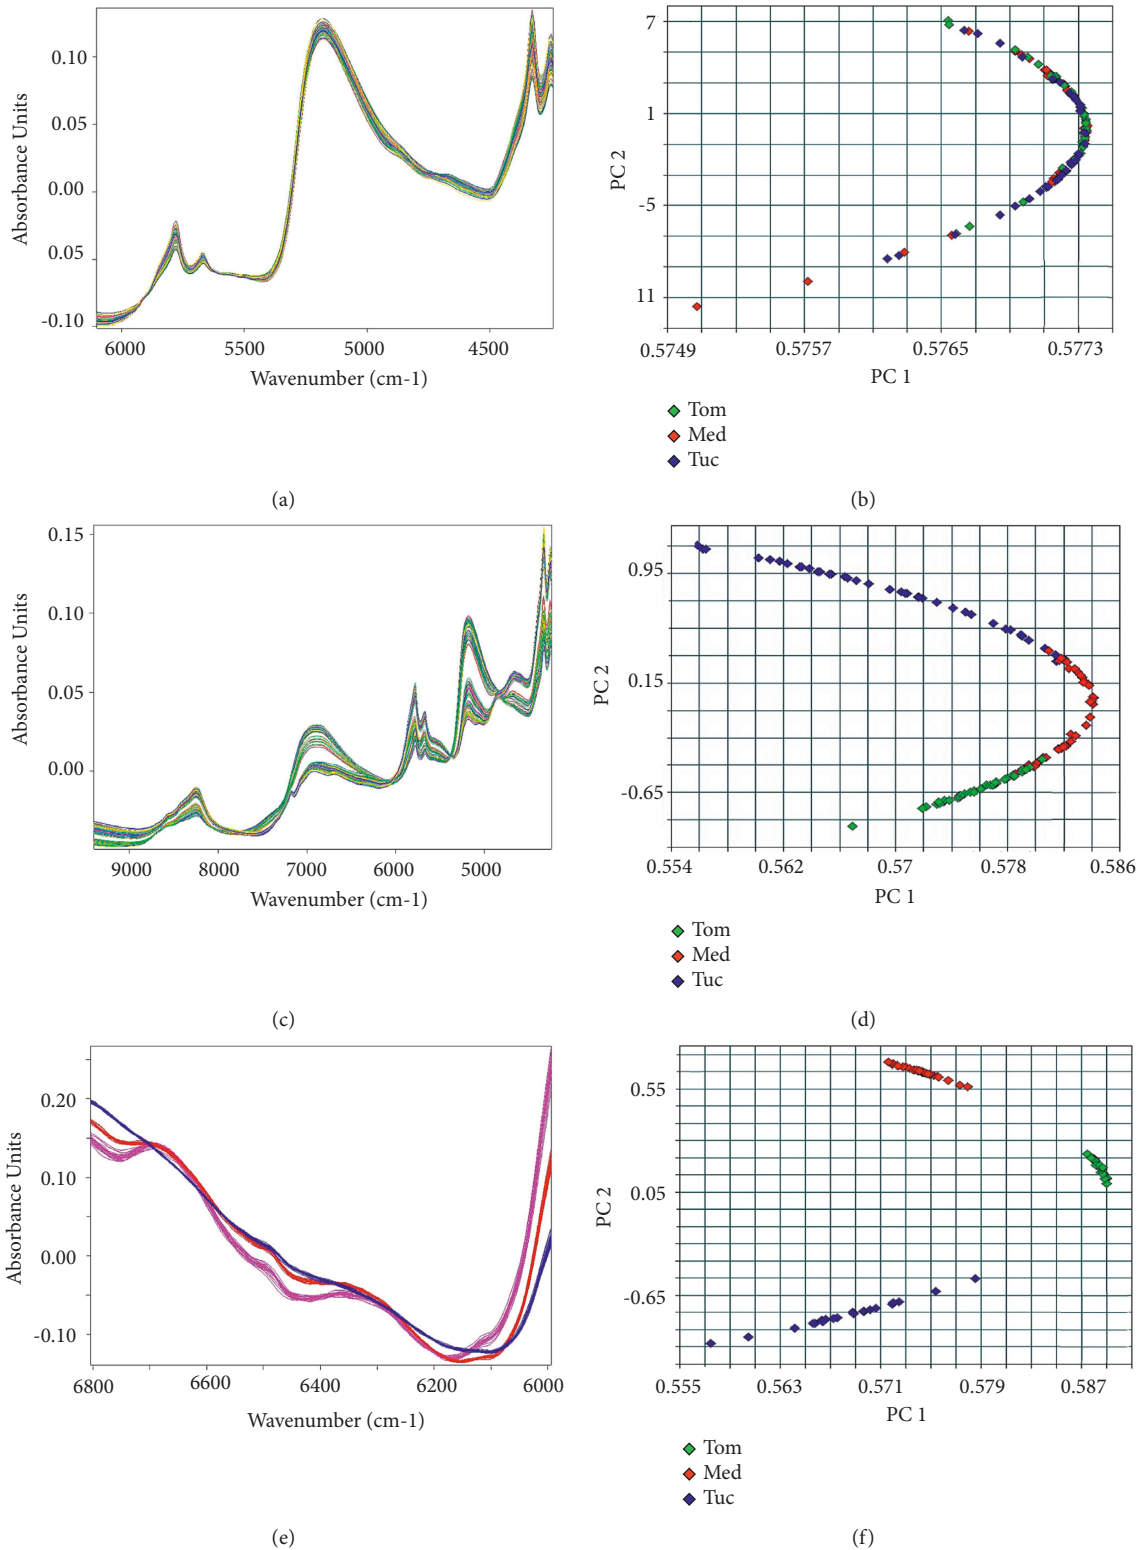 0.10
0.05
0.00
0.05
-0.10
Absorbance Units
6000 5500 5000 4500
Wavenumber (cm-1)
(a)
7
1
-5
11
PC 2
0.5749 0.5757 0.5765 0.5773
PC 1
Tom
Med
Tuc
(b)
0.15
0.10
0.05
0.00
Absorbance Units
9000 8000 7000 6000 5000
Wavenumber (cm-1)
(c)
0.95
0.15
-0.65
PC 2
0.554 0.562 0.57 0.578 0.586
PC 1
Tom
Med
Tuc
(d)
0.20
0.10
0.00
-0.10
Absorbance Units
6800 6600 6400 6200 6000
Wavenumber (cm-1)
(e)
0.55
0.05
-0.65
PC 2
0.555 0.563 0.571 0.579 0.587
PC 1
Tom
Med
Tuc
(f)